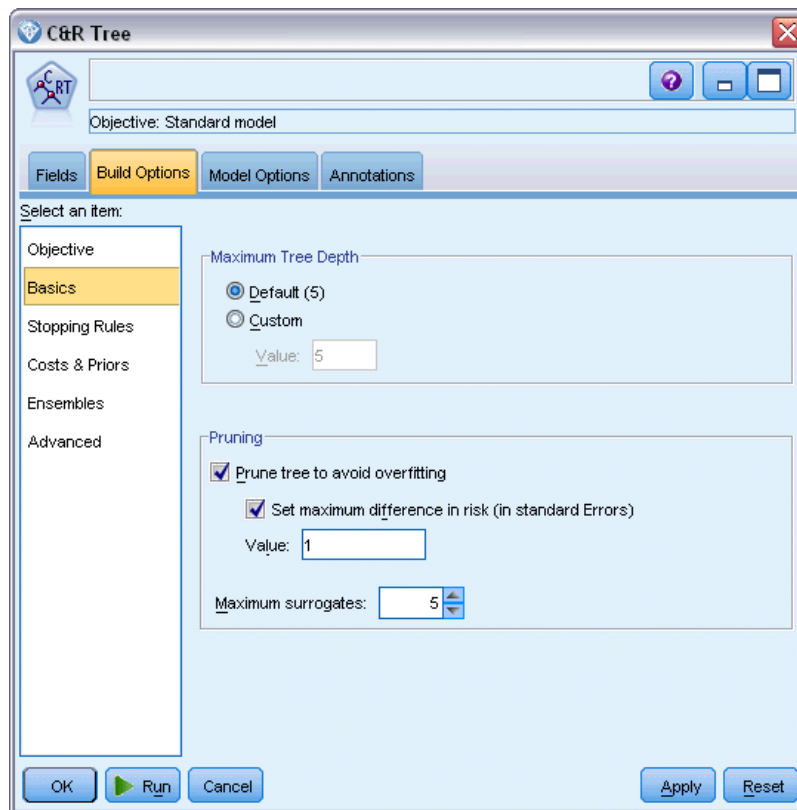 C&R Tree
CRT
Objective: Standard model
Fields Build Options Model Options Annotations
Select an item:
Objective
Basics
Stopping Rules
Costs & Priors
Ensembles
Advanced
Maximum Tree Depth
Default (5)
Custom
Value: 5
Pruning
Prune tree to avoid overfitting
Set maximum difference in risk (in standard Errors)
Value: 1
Maximum surrogates: 5
OK Run Cancel Apply Reset